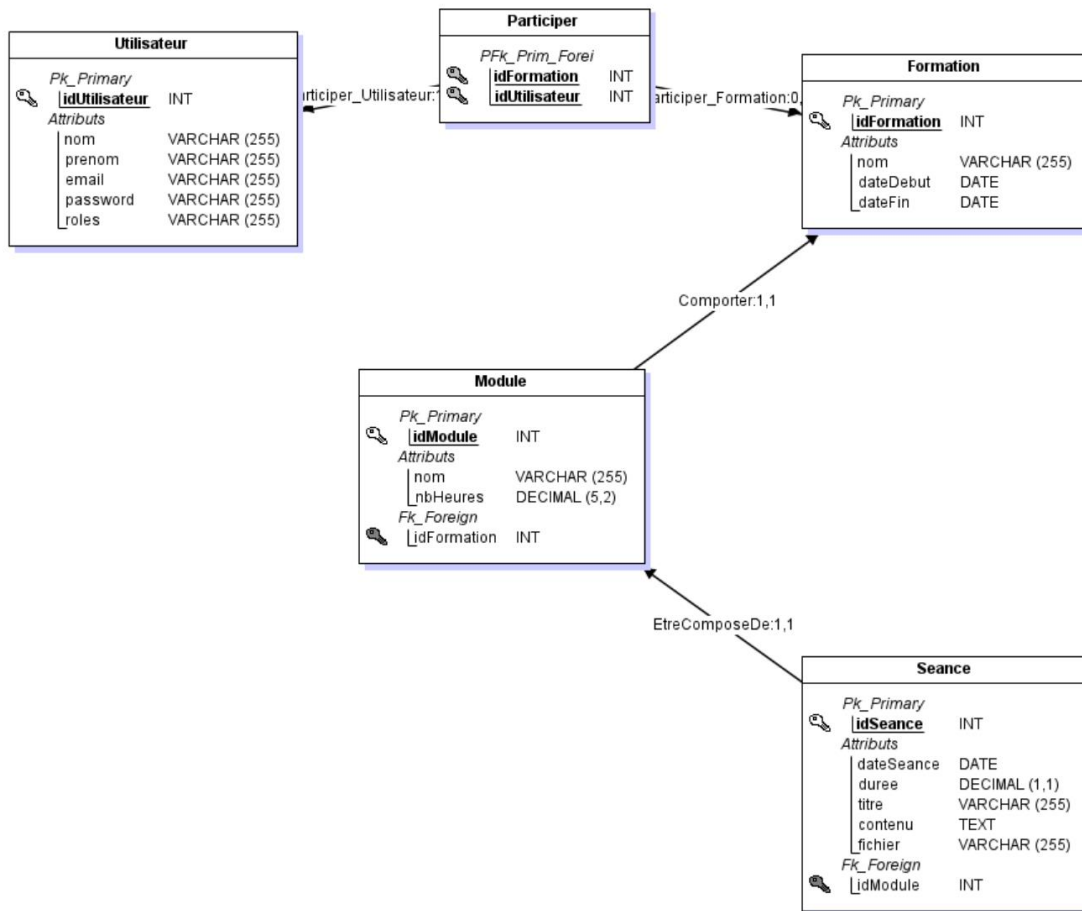 Participer
PFk_Prim_Forei
idFormation INT
idUtilisateur INT
Utilisateur
Pk_Primary
idUtilisateur INT
Attributs
nom VARCHAR (255)
prenom VARCHAR (255)
email VARCHAR (255)
password VARCHAR (255)
roles VARCHAR (255)
articiper_Utilisateur:
articiper_Formation:0,
Formation
Pk_Primary
idFormation INT
Attributs
nom VARCHAR (255)
dateDebut DATE
dateFin DATE
Comporter:1,1
Module
Pk_Primary
idModule INT
Attributs
nom VARCHAR (255)
nbHeures DECIMAL (5,2)
Fk_Foreign
idFormation INT
EtreComposeDe:1,1
Seance
Pk_Primary
idSeance INT
Attributs
dateSeance DATE
duree DECIMAL (1,1)
titre VARCHAR (255)
contenu TEXT
fichier VARCHAR (255)
Fk_Foreign
idModule INT